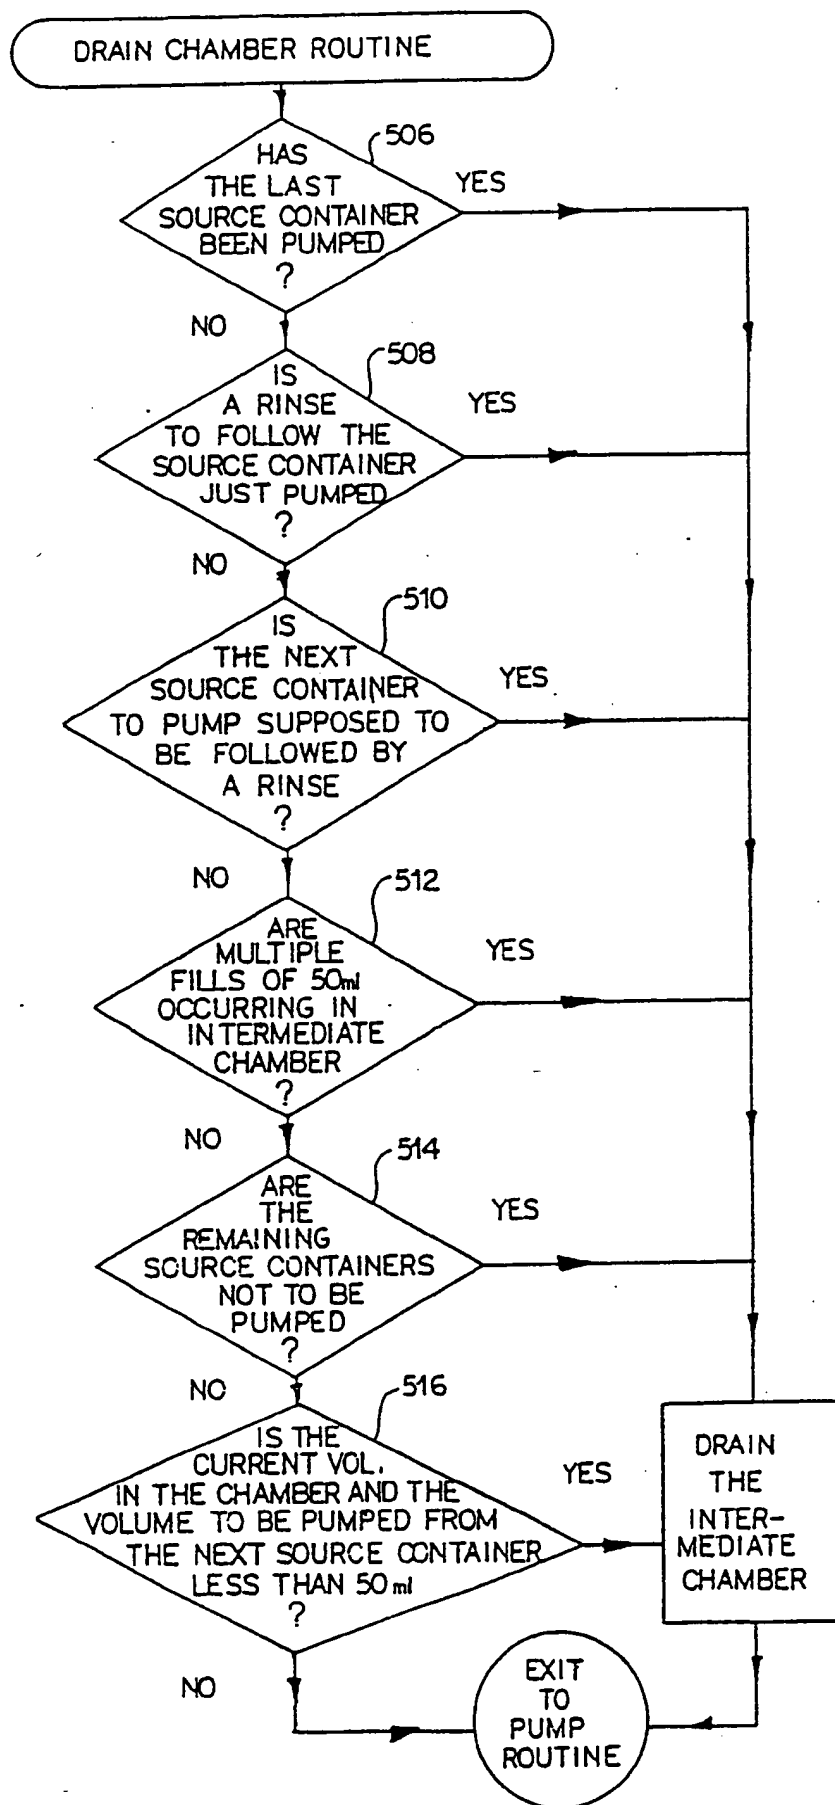 DRAIN CHAMBER ROUTINE
506
HAS
THE LAST
SOURCE CONTAINER
BEEN PUMPED
?
YES
NO
508
IS
A RINSE
TO FOLLOW THE
SOURCE CONTAINER
JUST PUMPED
?
YES
NO
510
IS
THE NEXT
SOURCE CONTAINER
TO PUMP SUPPOSED TO
BE FOLLOWED BY
A RINSE
?
YES
NO
512
ARE
MULTIPLE
FILLS OF 50ml
OCCURRING IN
INTERMEDIATE
CHAMBER
?
YES
NO
514
ARE
THE
REMAINING
SOURCE CONTAINERS
NOT TO BE
PUMPED
?
YES
NO
516
IS THE
CURRENT VOL.
IN THE CHAMBER AND THE
VOLUME TO BE PUMPED FROM
THE NEXT SOURCE CONTAINER
LESS THAN 50ml
?
YES
NO
DRAIN
THE
INTER-
MEDIATE
CHAMBER
EXIT
TO
PUMP
ROUTINE